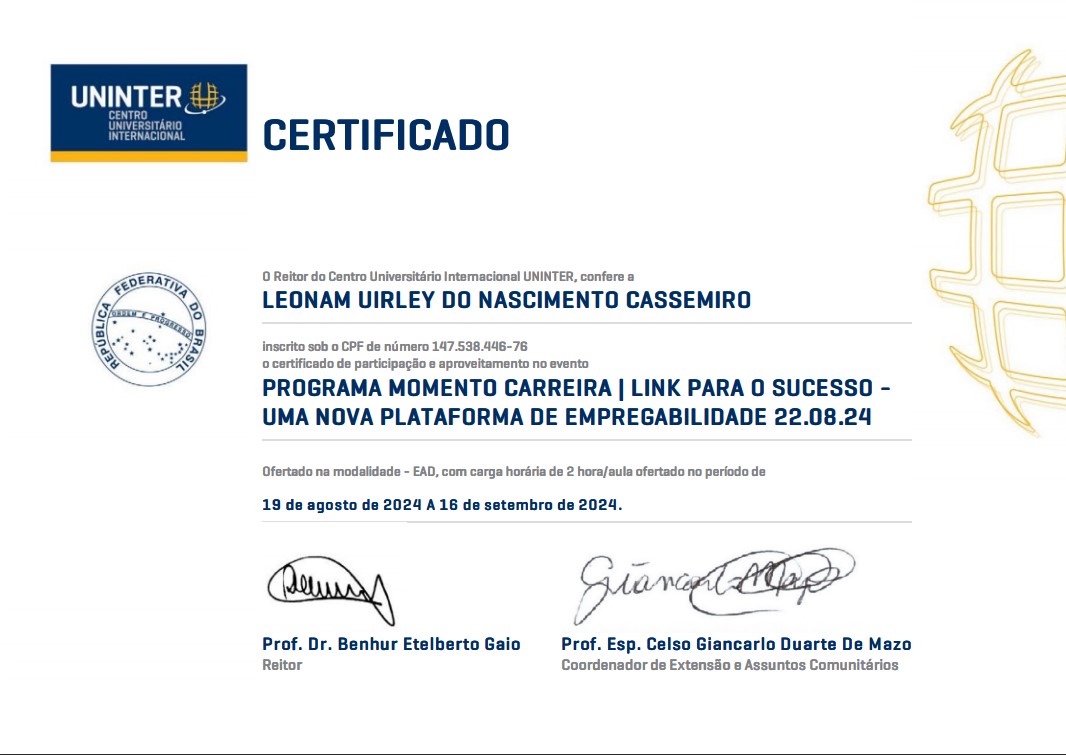 UNINTER
CENTRO
UNIVERSITÁRIO
INTERNACIONAL
CERTIFICADO
REPÚBLICA FEDERATIVA DO BRASIL
ORDEM E PROGRESSO
O Reitor do Centro Universitário Internacional UNINTER, confere a
LEONAM UIRLEY DO NASCIMENTO CASSEMIRO
inscrito sob o CPF de número 147.538.446-76
o certificado de participação e aproveitamento no evento
PROGRAMA MOMENTO CARREIRA | LINK PARA O SUCESSO -
UMA NOVA PLATAFORMA DE EMPREGABILIDADE 22.08.24
Ofertado na modalidade - EAD, com carga horária de 2 hora/aula ofertado no período de
19 de agosto de 2024 A 16 de setembro de 2024.
Prof. Dr. Benhur Etelberto Gaio
Reitor
Prof. Esp. Celso Giancarlo Duarte De Mazo
Coordenador de Extensão e Assuntos Comunitários